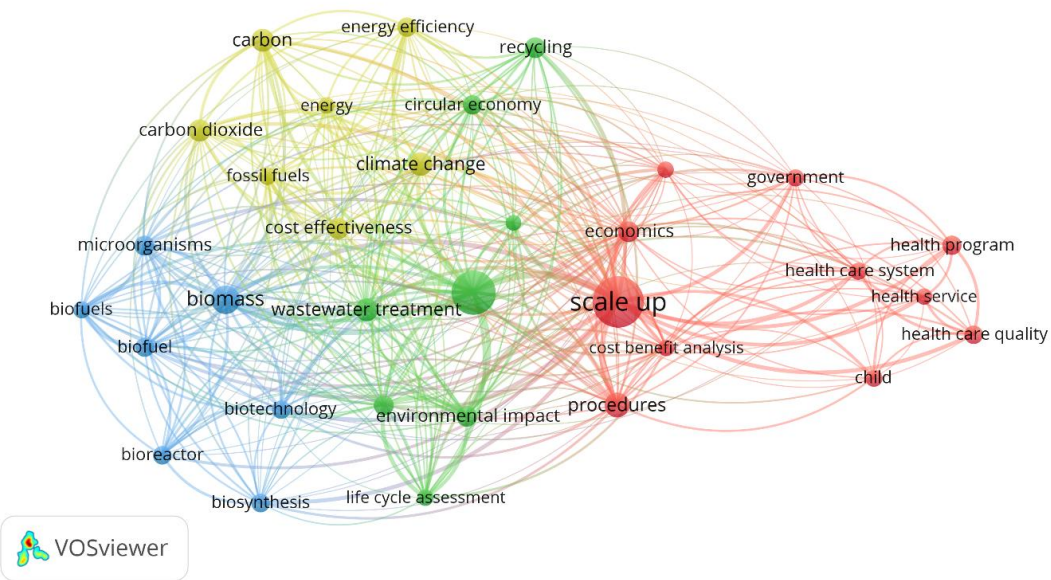 energy efficiency
carbon
recycling
energy
circular economy
carbon dioxide
climate change
fossil fuels
government
cost effectiveness
economics
microorganisms
health program
health care system
biomass
health service
scale up
biofuels
wastewater treatment
health care quality
biofuel
cost benefit analysis
child
procedures
biotechnology
environmental impact
bioreactor
life cycle assessment
biosynthesis
VOSviewer